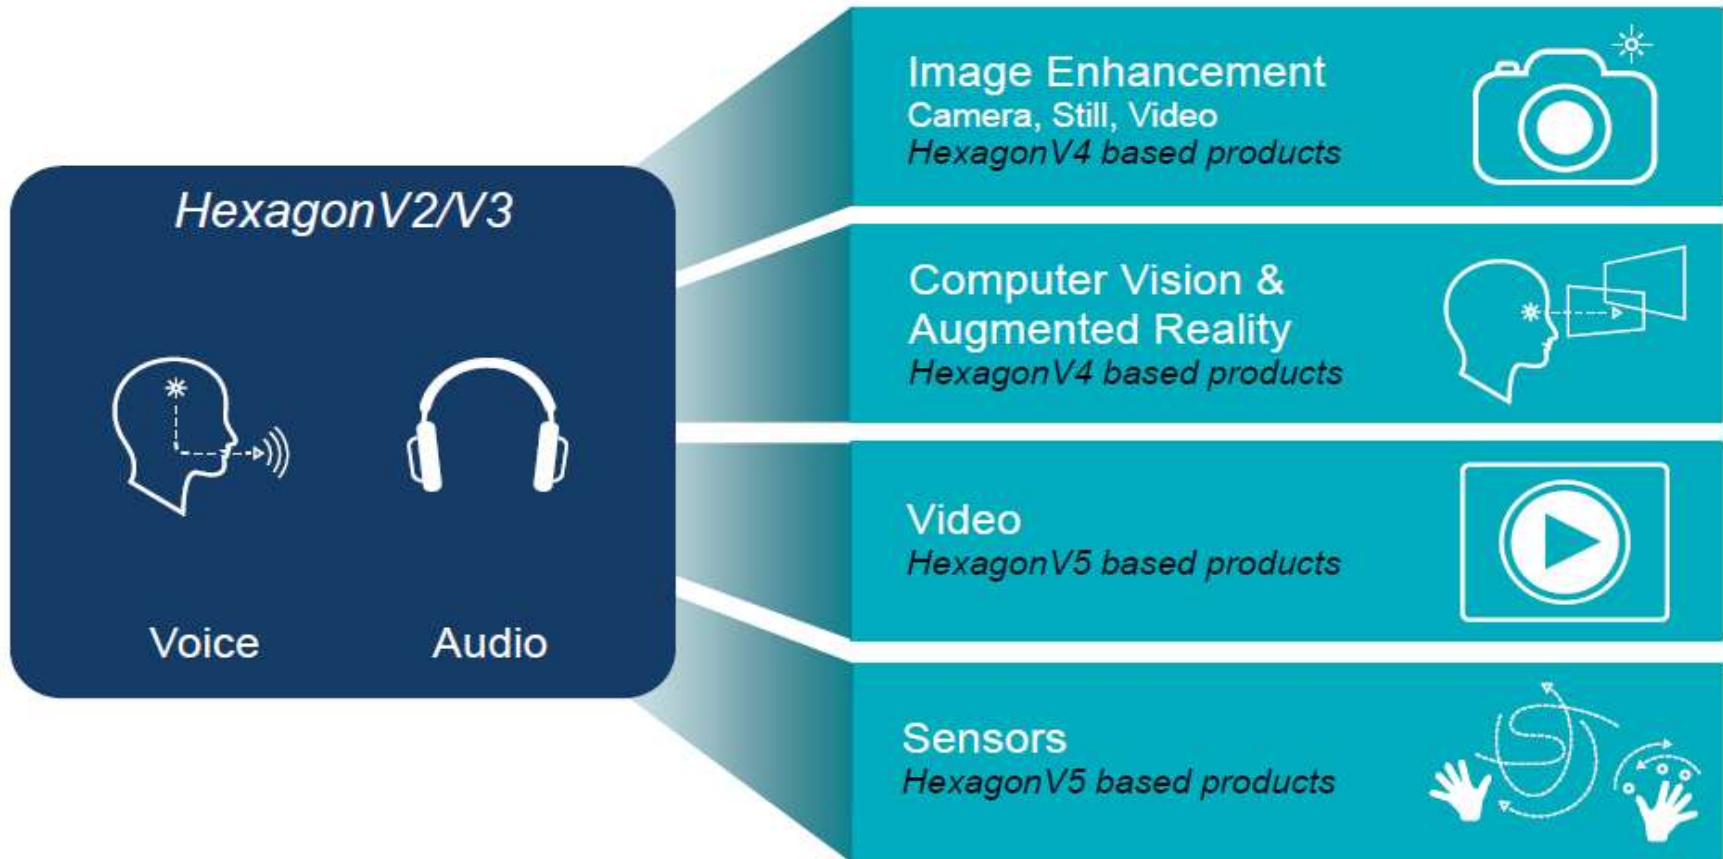 HexagonV2/V3
Voice
Audio
Image Enhancement
Camera, Still, Video
HexagonV4 based products
Computer Vision &
Augmented Reality
HexagonV4 based products
Video
HexagonV5 based products
Sensors
HexagonV5 based products